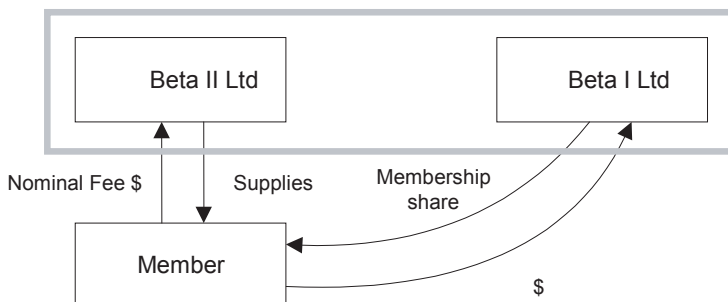 Beta II Ltd
Beta I Ltd
Nominal Fee $
Supplies
Membership
share
Member
$